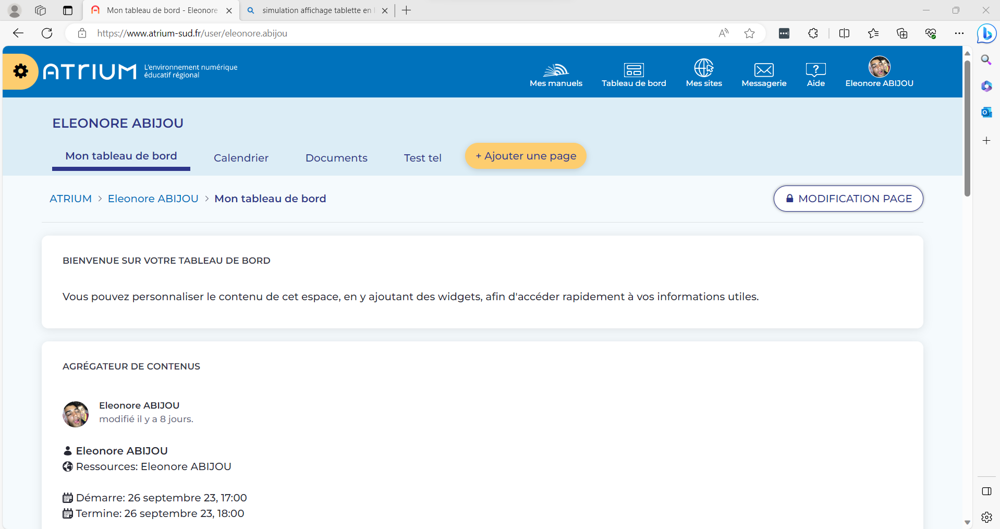 Mon tableau de bord - Eleonore
simulation affichage tablette en l
https://www.atrium-sud.fr/user/eleonore.abijou
ATRIUM
L'environnement numérique
éducatif régional
Mes manuels
Tableau de bord
Mes sites
Messagerie
Aide
Eleonore ABIJOU
ELEONORE ABIJOU
Mon tableau de bord
Calendrier
Documents
Test tel
+ Ajouter une page
ATRIUM > Eleonore ABIJOU > Mon tableau de bord
MODIFICATION PAGE
BIENVENUE SUR VOTRE TABLEAU DE BORD
Vous pouvez personnaliser le contenu de cet espace, en y ajoutant des widgets, afin d'accéder rapidement à vos informations utiles.
AGRÉGATEUR DE CONTENUS
Eleonore ABIJOU
modifié il y a 8 jours.
Eleonore ABIJOU
Ressources: Eleonore ABIJOU
Démarre: 26 septembre 23, 17:00
Termine: 26 septembre 23, 18:00